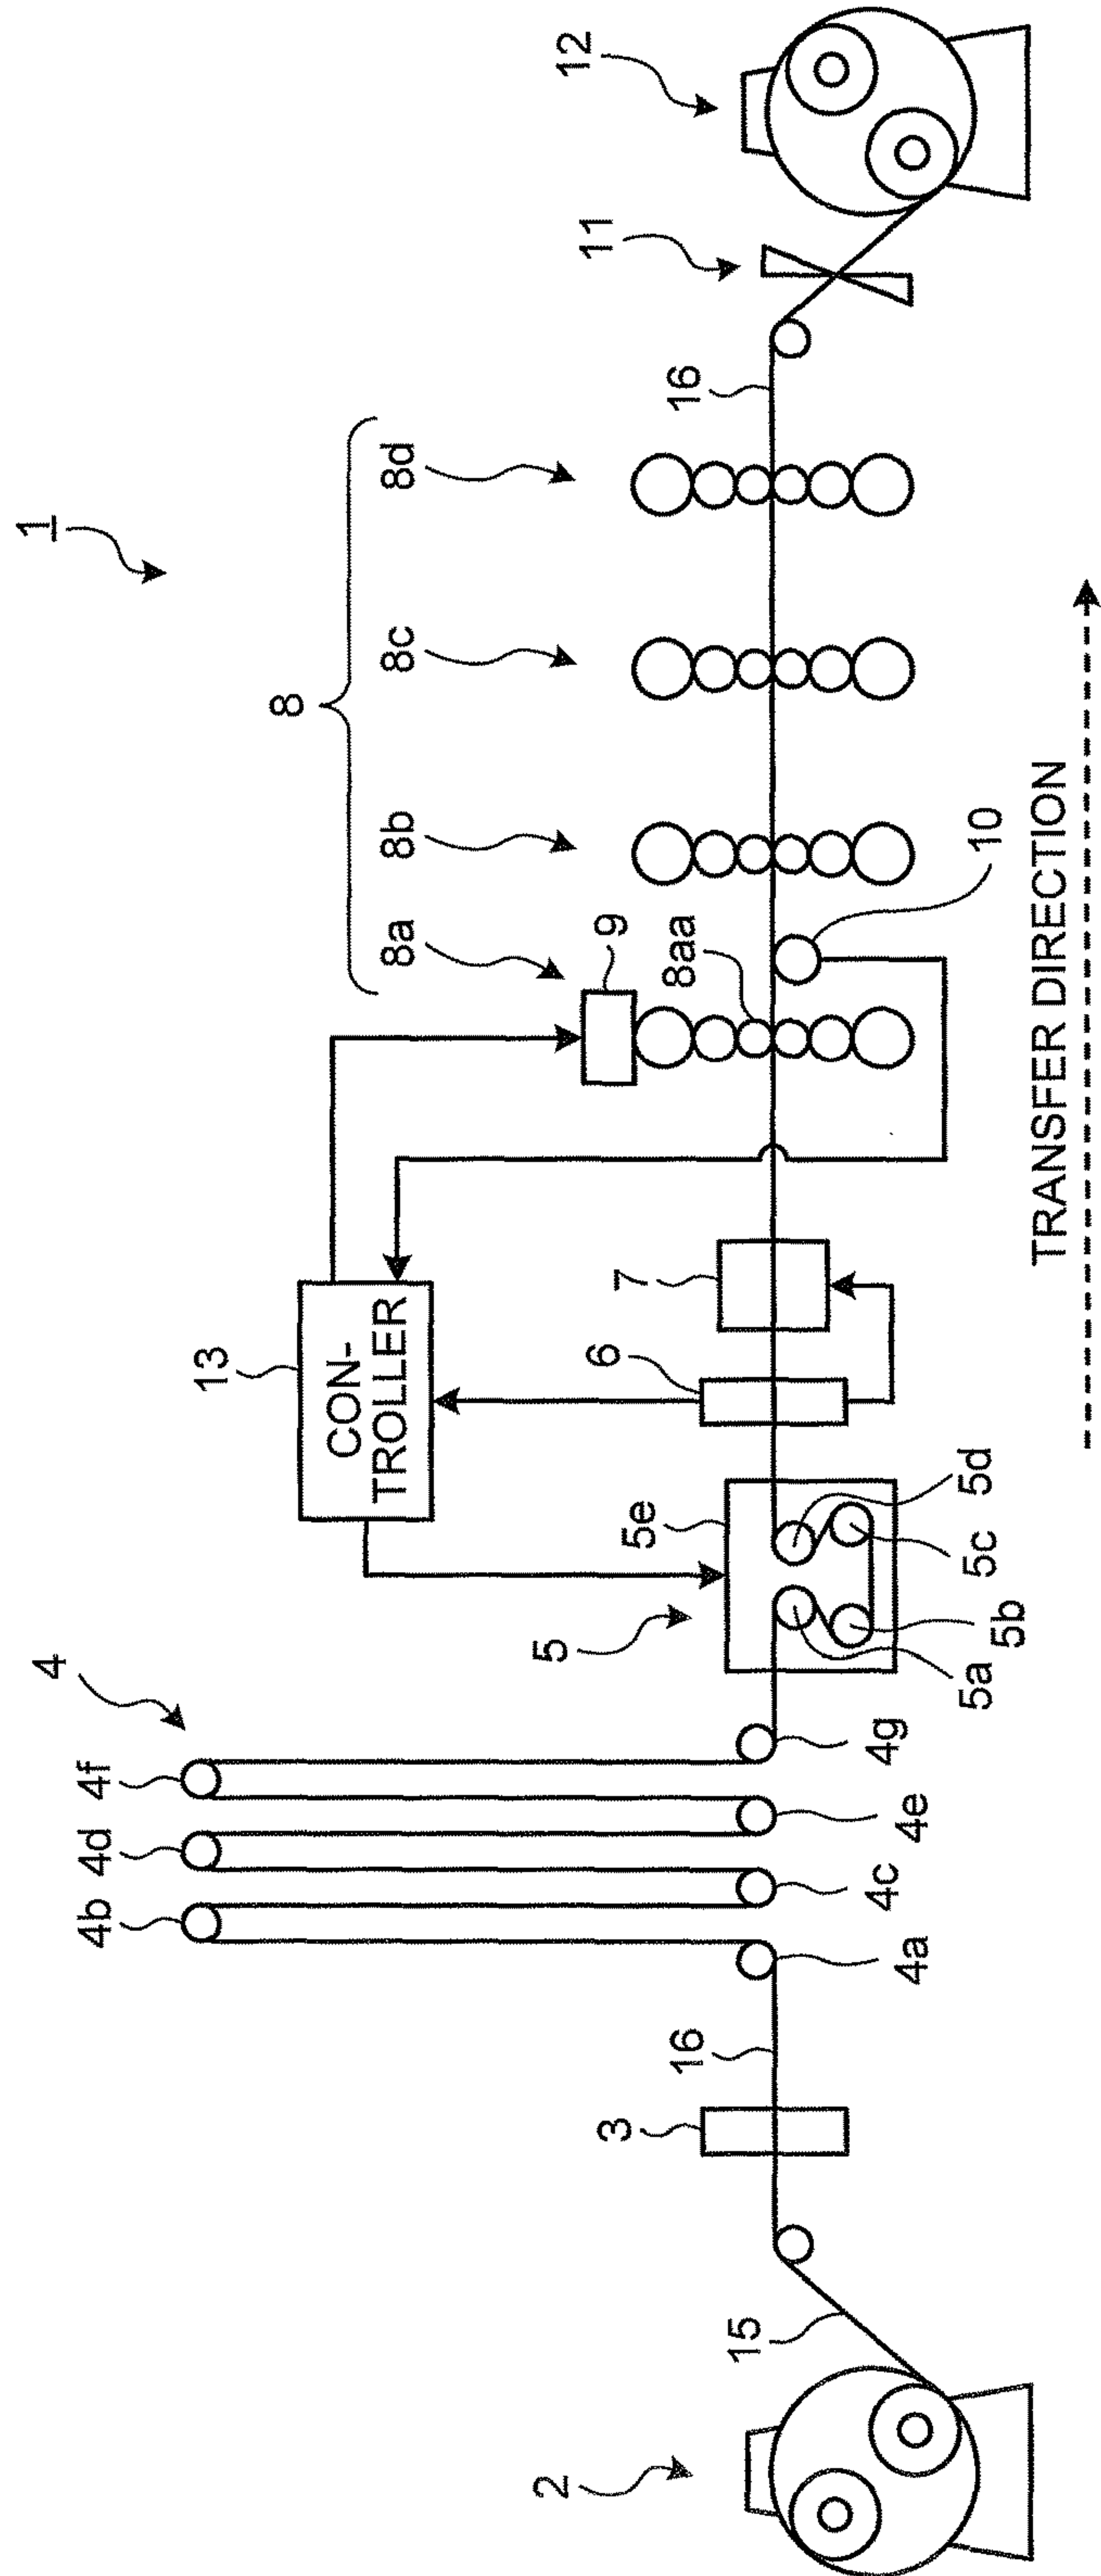 1
8
8a
8b
8c
8d
12
11
16
9
8aa
10
13
CON-
TROLLER
7
6
5
5e
5d
5c
5b
5a
4
4f
4d
4b
4g
4e
4c
4a
16
3
15
2
TRANSFER DIRECTION